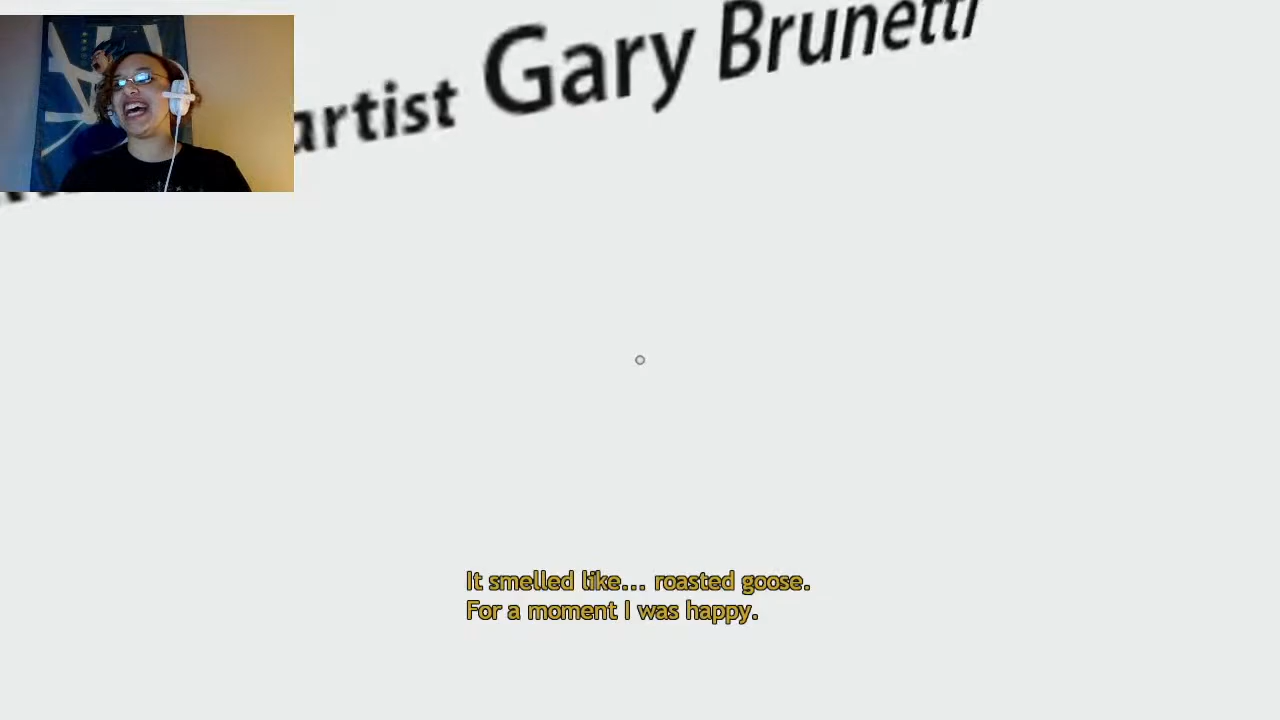 artist Gary Brunetti
It smelled like... roasted goose.
For a moment I was happy.